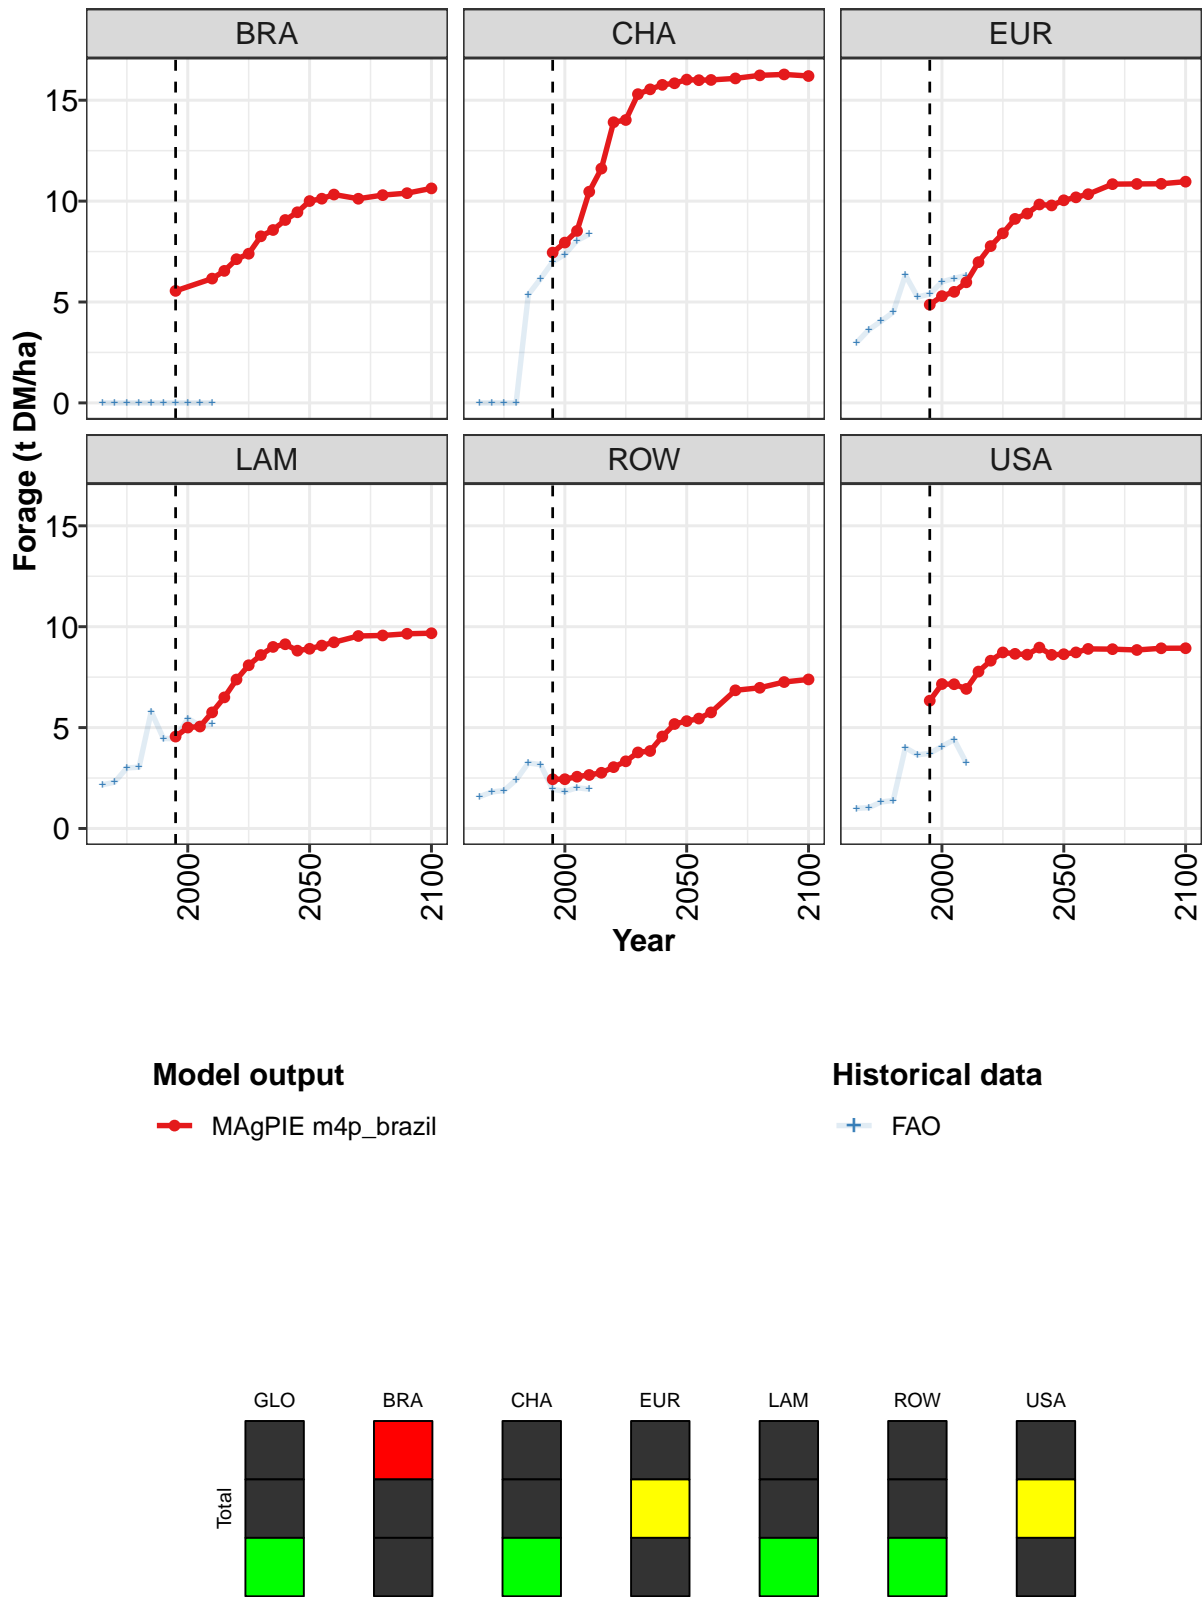 BRA CHA EUR
15
10
5
0
LAM ROW USA
15
10
5
0
Forage (t DM/ha)
2000 2050 2100 2000 2050 2100 2000 2050 2100
Year
Model output Historical data
MAgPIE m4p_brazil FAO
GLO BRA CHA EUR LAM ROW USA
Total